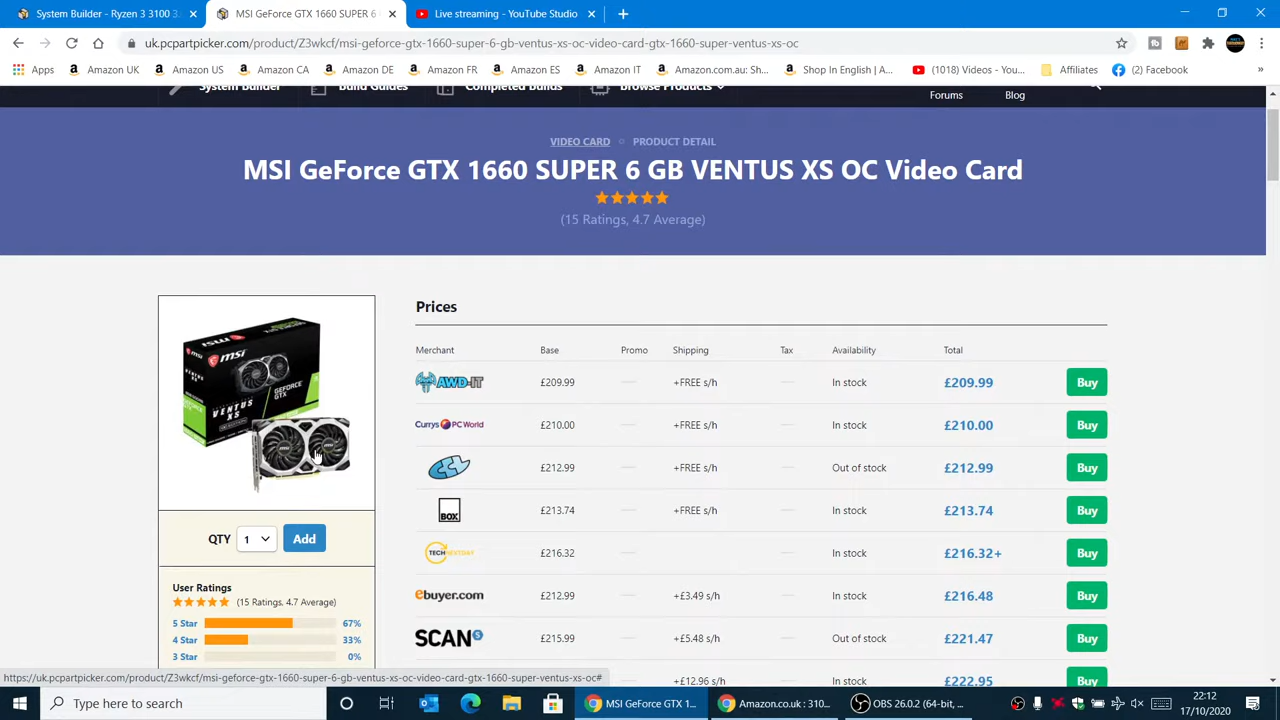 System Builder - Ryzen 3 3100 3.
MSI GeForce GTX 1660 SUPER 6
Live streaming - YouTube Studio
uk.pcpartpicker.com/product/Z3wkcf/msi-geforce-gtx-1660-super-6-gb-ventus-xs-oc-video-card-gtx-1660-super-ventus-xs-oc
Apps
Amazon UK
Amazon US
Amazon CA
Amazon DE
Amazon FR
Amazon ES
Amazon IT
Amazon.com.au: Sh...
Shop In English | A...
(1018) Videos - You...
Affiliates
(2) Facebook
System Builder
Build Guides
Completed Builds
Browse Products
Forums
Blog
VIDEO CARD
PRODUCT DETAIL
MSI GeForce GTX 1660 SUPER 6 GB VENTUS XS OC Video Card
(15 Ratings, 4.7 Average)
Prices
Merchant Base Promo Shipping Tax Availability Total
AWD-IT £209.99 +FREE s/h In stock £209.99 Buy
Currys PC World £210.00 +FREE s/h In stock £210.00 Buy
£212.99 +FREE s/h Out of stock £212.99 Buy
BOX £213.74 +FREE s/h In stock £213.74 Buy
TECHNEXTDAY £216.32 In stock £216.32+ Buy
ebuyer.com £212.99 +£3.49 s/h In stock £216.48 Buy
SCAN £215.99 +£5.48 s/h Out of stock £221.47 Buy
+£12.96 s/h £222.95 Buy
msi
VENTUS XS
GEFORCE GTX
QTY 1 Add
User Ratings
(15 Ratings, 4.7 Average)
5 Star 67%
4 Star 33%
3 Star 0%
https://uk.pcpartpicker.com/product/Z3wkcf/msi-geforce-gtx-1660-super-6-gb-ventus-xs-oc-video-card-gtx-1660-super-ventus-xs-oc#
Type here to search
MSI GeForce GTX 1...
Amazon.co.uk : 310...
OBS 26.0.2 (64-bit, ...
22:12
17/10/2020